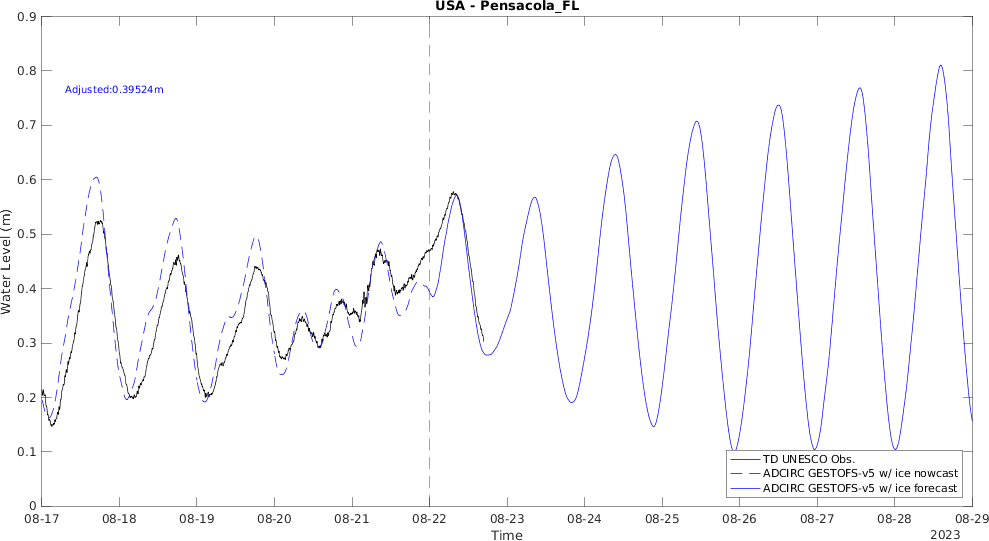 USA - Pensacola_FL
0.9
0.8
Adjusted:0.39524m
0.7
0.6
0.5
0.4
0.3
0.2
0.1
0
Water Level (m)
TD UNESCO Obs.
ADCIRC GESTOFS-v5 w/ ice nowcast
ADCIRC GESTOFS-v5 w/ ice forecast
08-17 08-18 08-19 08-20 08-21 08-22 08-23 08-24 08-25 08-26 08-27 08-28 08-29
Time
2023